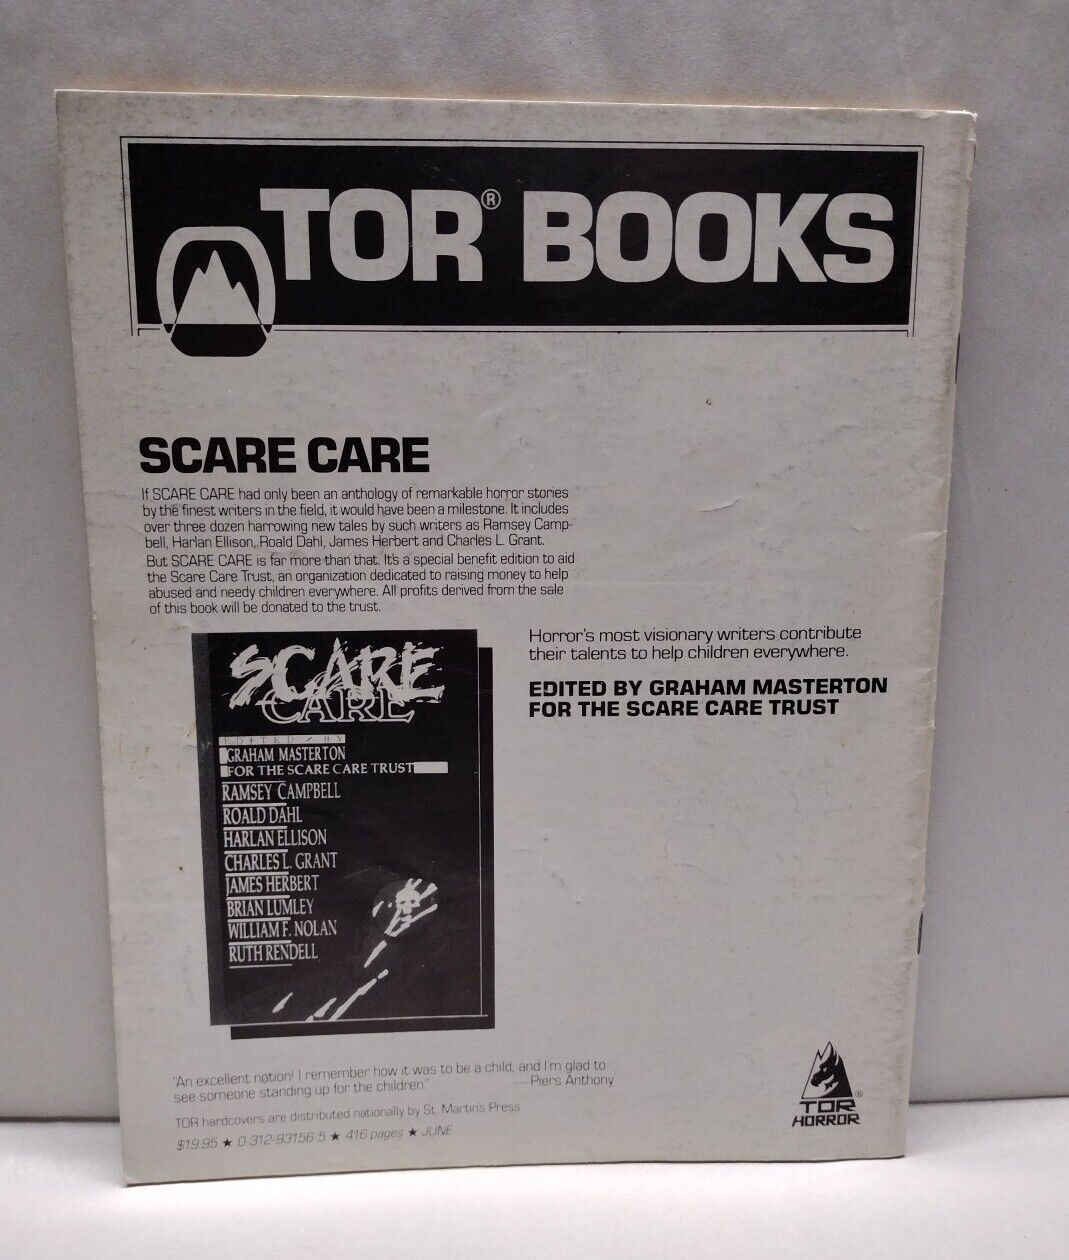 TOR® BOOKS
SCARE CARE
If SCARE CARE had only been an anthology of remarkable horror stories
by the finest writers in the field, it would have been a milestone. It includes
over three dozen harrowing new tales by such writers as Ramsey Camp-
bell, Harlan Ellison, Roald Dahl, James Herbert and Charles L. Grant.
But SCARE CARE is far more than that. It's a special benefit edition to aid
the Scare Care Trust, an organization dedicated to raising money to help
abused and needy children everywhere. All profits derived from the sale
of this book will be donated to the trust.
Horror's most visionary writers contribute
their talents to help children everywhere.
EDITED BY GRAHAM MASTERTON
FOR THE SCARE CARE TRUST
SCARE
CARE
EDITED / BY
GRAHAM MASTERTON
FOR THE SCARE CARE TRUST
RAMSEY CAMPBELL
ROALD DAHL
HARLAN ELLISON
CHARLES L. GRANT
JAMES HERBERT
BRIAN LUMLEY
WILLIAM F. NOLAN
RUTH RENDELL
"An excellent notion! I remember how it was to be a child, and I'm glad to
see someone standing up for the children."
—Piers Anthony
TOR hardcovers are distributed nationally by St. Martin's Press
$19.95 ★ 0-312-93156-5 ★ 416 pages ★ JUNE
TOR®
HORROR